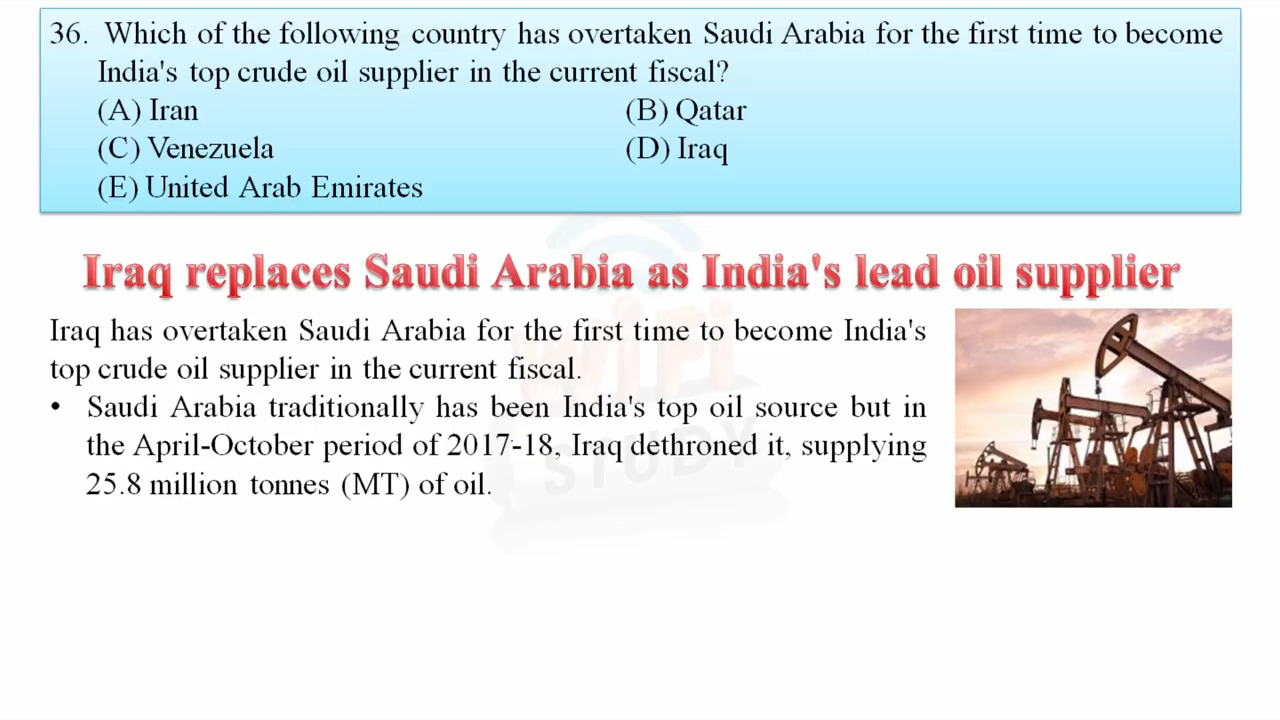 36. Which of the following country has overtaken Saudi Arabia for the first time to become
India's top crude oil supplier in the current fiscal?
(A) Iran (B) Qatar
(C) Venezuela (D) Iraq
(E) United Arab Emirates
Iraq replaces Saudi Arabia as India's lead oil supplier
Iraq has overtaken Saudi Arabia for the first time to become India's
top crude oil supplier in the current fiscal.
• Saudi Arabia traditionally has been India's top oil source but in
the April-October period of 2017-18, Iraq dethroned it, supplying
25.8 million tonnes (MT) of oil.
WiFi
STUDY